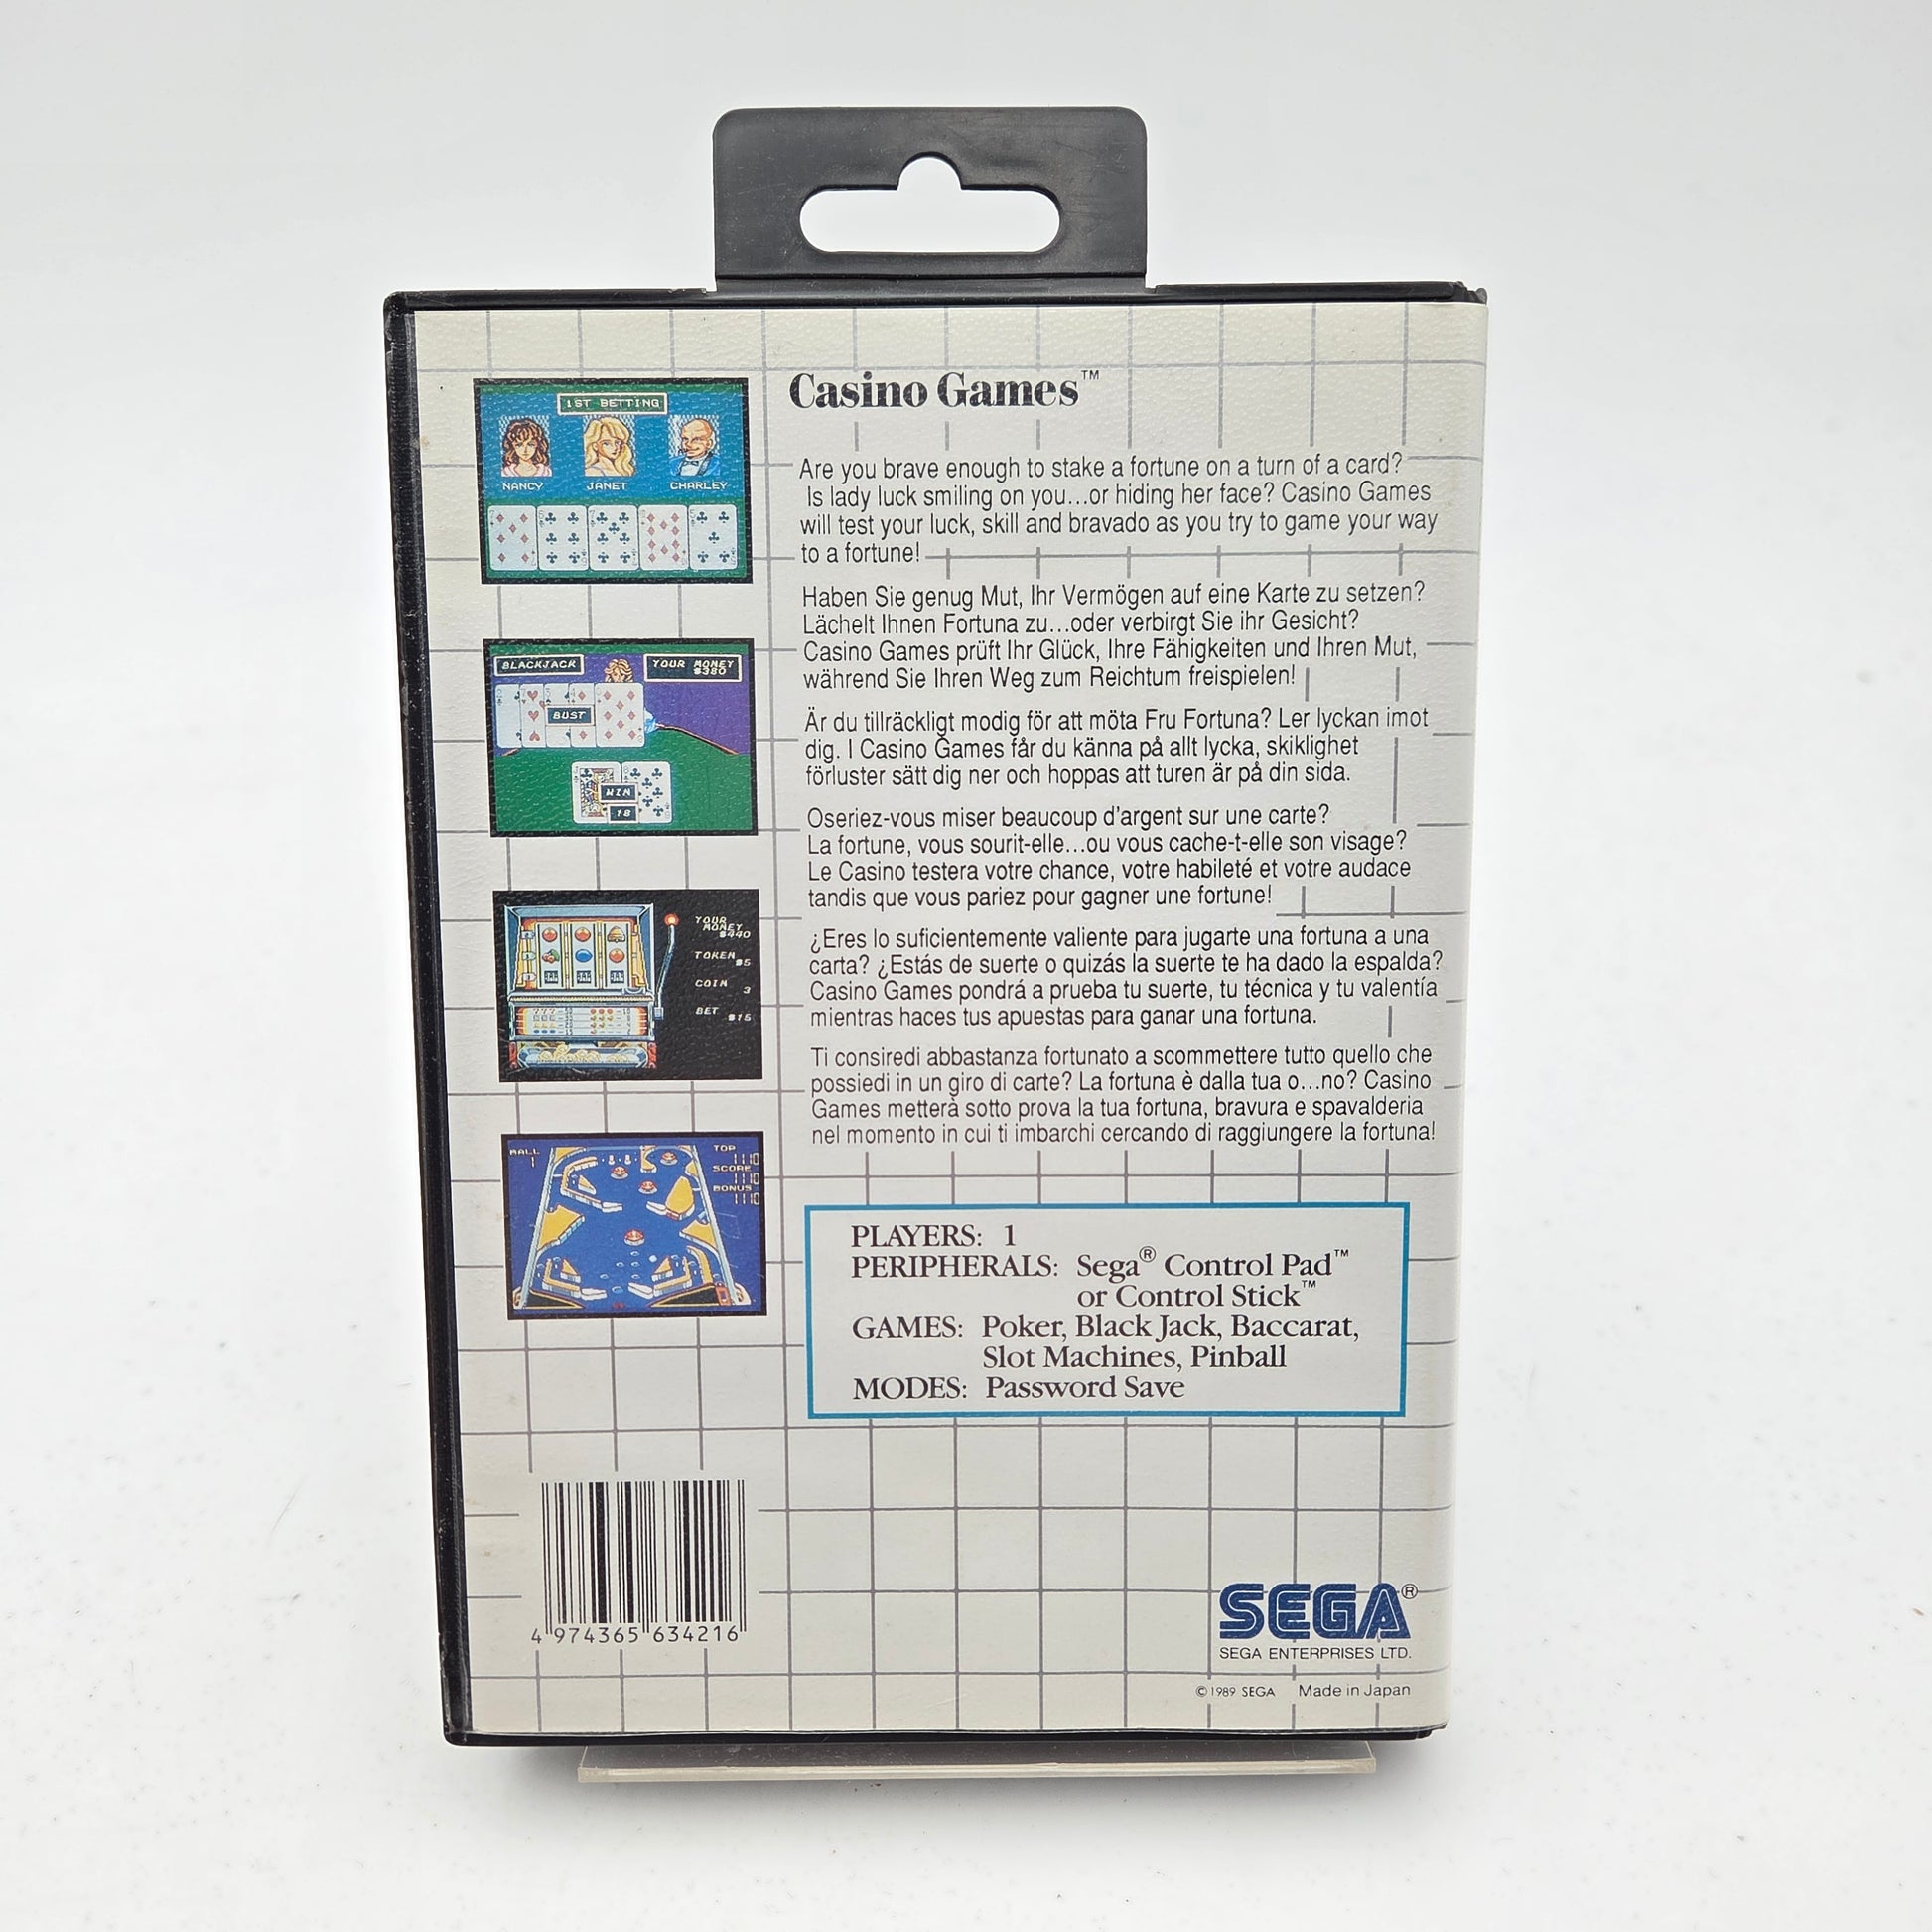 Casino Games™
Are you brave enough to stake a fortune on a turn of a card?
Is lady luck smiling on you...or hiding her face? Casino Games
will test your luck, skill and bravado as you try to game your way
to a fortune!
Haben Sie genug Mut, Ihr Vermögen auf eine Karte zu setzen?
Lächelt Ihnen Fortuna zu...oder verbirgt Sie ihr Gesicht?
Casino Games prüft Ihr Glück, Ihre Fähigkeiten und Ihren Mut,
während Sie Ihren Weg zum Reichtum freispielen!
Är du tillräckligt modig för att möta Fru Fortuna? Ler lyckan imot
dig. I Casino Games får du känna på allt lycka, skiklighet
förluster sätt dig ner och hoppas att turen är på din sida.
Oseriez-vous miser beaucoup d'argent sur une carte?
La fortune, vous sourit-elle...ou vous cache-t-elle son visage?
Le Casino testera votre chance, votre habileté et votre audace
tandis que vous pariez pour gagner une fortune!
¿Eres lo suficientemente valiente para jugarte una fortuna a una
carta? ¿Estás de suerte o quizás la suerte te ha dado la espalda?
Casino Games pondrá a prueba tu suerte, tu técnica y tu valentía
mientras haces tus apuestas para ganar una fortuna.
Ti consiredi abbastanza fortunato a scommettere tutto quello che
possiedi in un giro di carte? La fortuna è dalla tua o...no? Casino
Games metterà sotto prova la tua fortuna, bravura e spavalderia
nel momento in cui ti imbarchi cercando di raggiungere la fortuna!
PLAYERS: 1
PERIPHERALS: Sega® Control Pad™
or Control Stick™
GAMES: Poker, Black Jack, Baccarat,
Slot Machines, Pinball
MODES: Password Save
1ST BETTING
NANCY JANET CHARLEY
BLACKJACK YOUR MONEY
$380
BUST
WIN
18
YOUR
MONEY
$440
TOKEN
$5
COIN 3
BET $15
BALL
1
TOP
1110
SCORE
1110
BONUS
1110
4 974365 634216
SEGA®
SEGA ENTERPRISES LTD.
©1989 SEGA Made in Japan